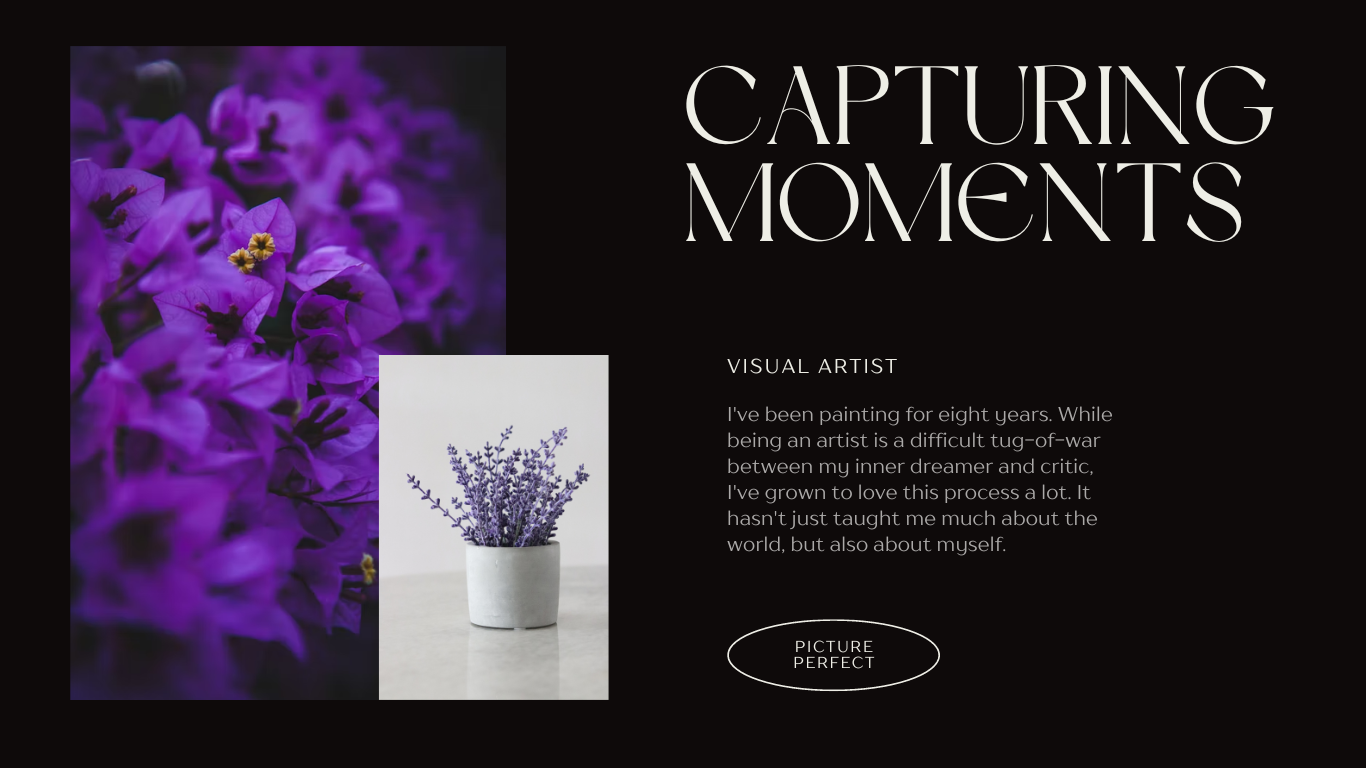 CAPTURING
MOMENTS
VISUAL ARTIST
I've been painting for eight years. While
being an artist is a difficult tug-of-war
between my inner dreamer and critic,
I've grown to love this process a lot. It
hasn't just taught me much about the
world, but also about myself.
PICTURE
PERFECT